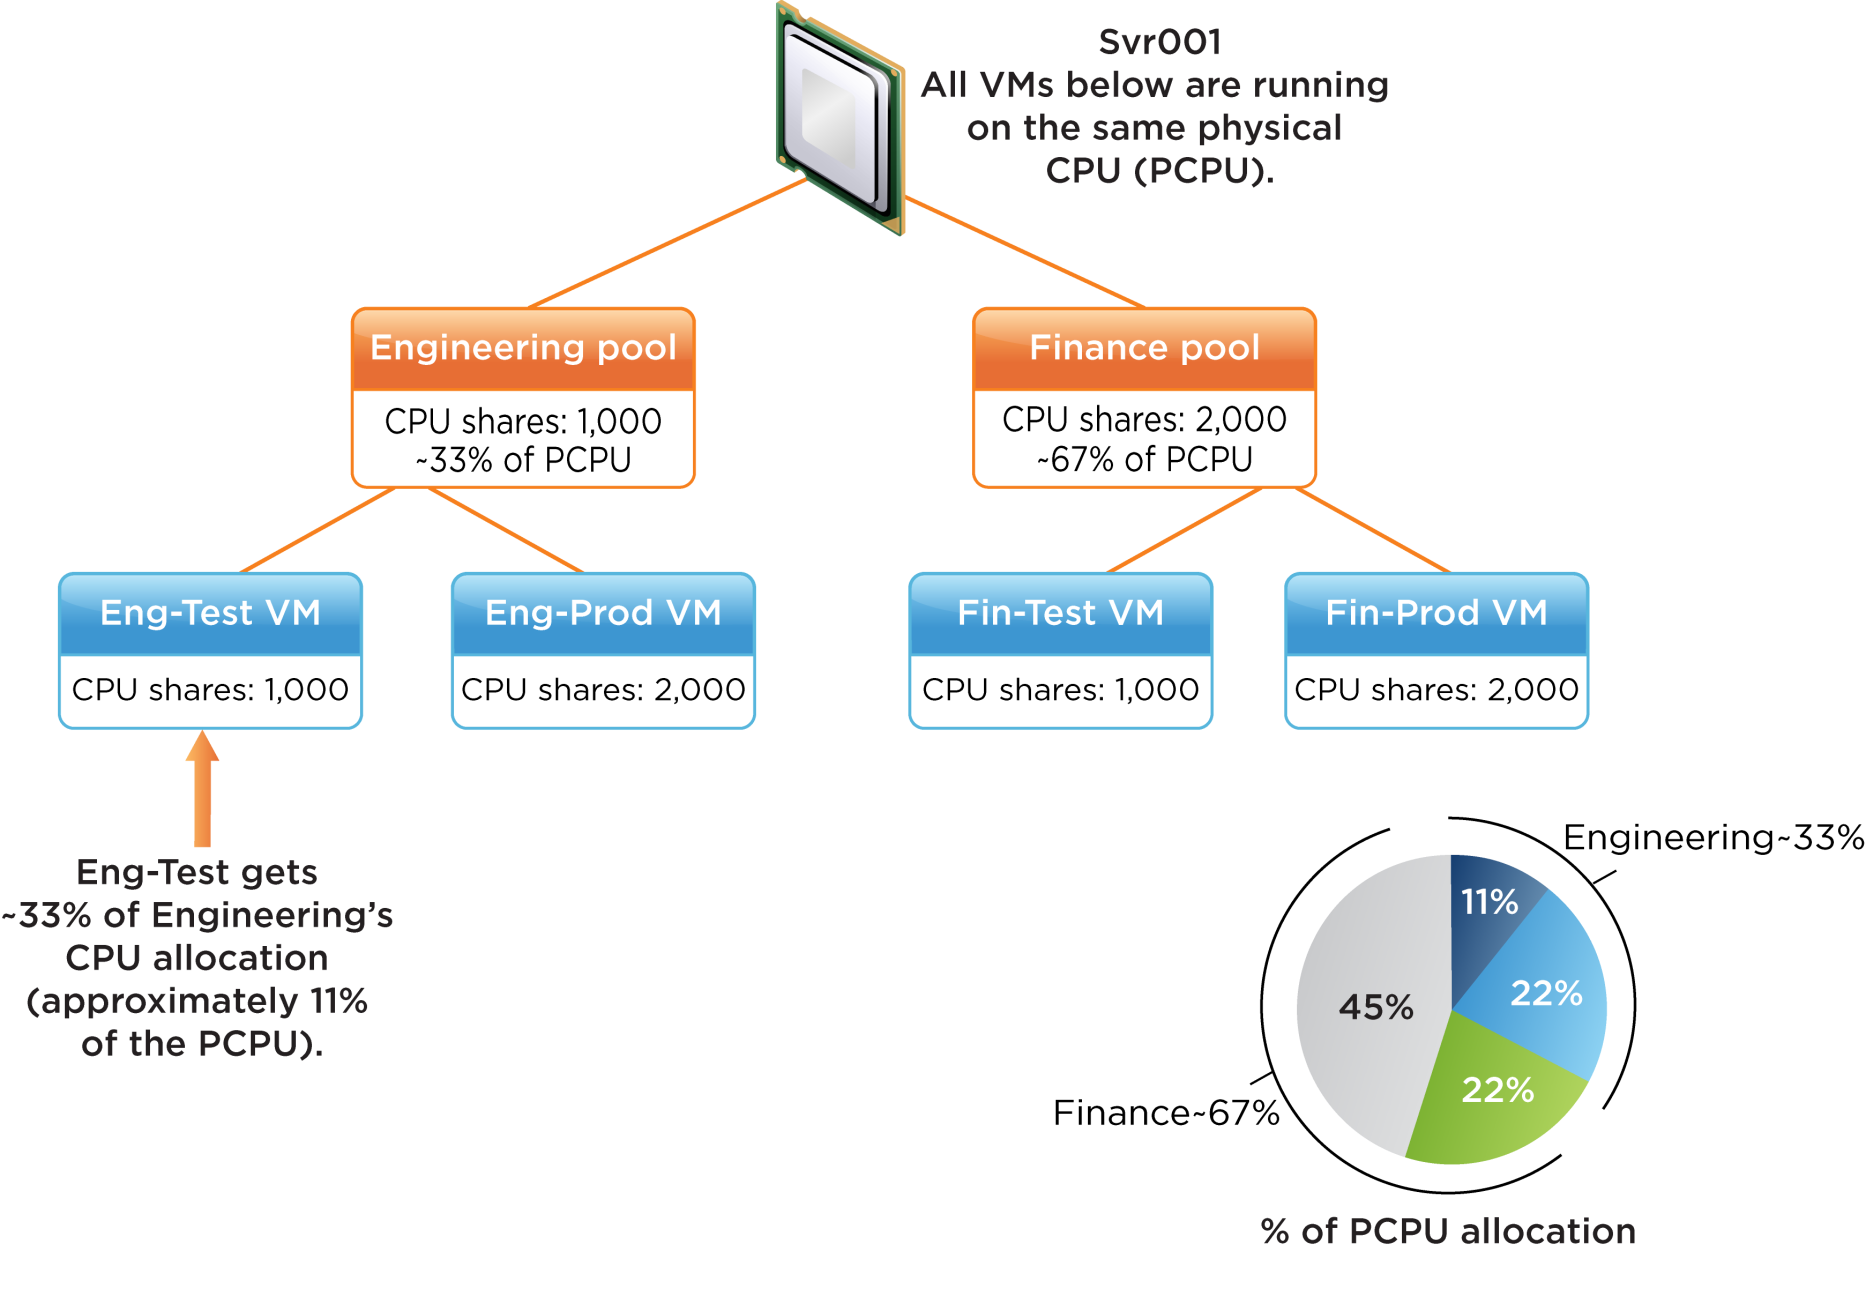 Svr001
All VMs below are running
on the same physical
CPU (PCPU).
Engineering pool
CPU shares: 1,000
~33% of PCPU
Finance pool
CPU shares: 2,000
~67% of PCPU
Eng-Test VM
CPU shares: 1,000
Eng-Prod VM
CPU shares: 2,000
Fin-Test VM
CPU shares: 1,000
Fin-Prod VM
CPU shares: 2,000
Eng-Test gets
~33% of Engineering’s
CPU allocation
(approximately 11%
of the PCPU).
Engineering~33%
11%
22%
45%
22%
Finance~67%
% of PCPU allocation